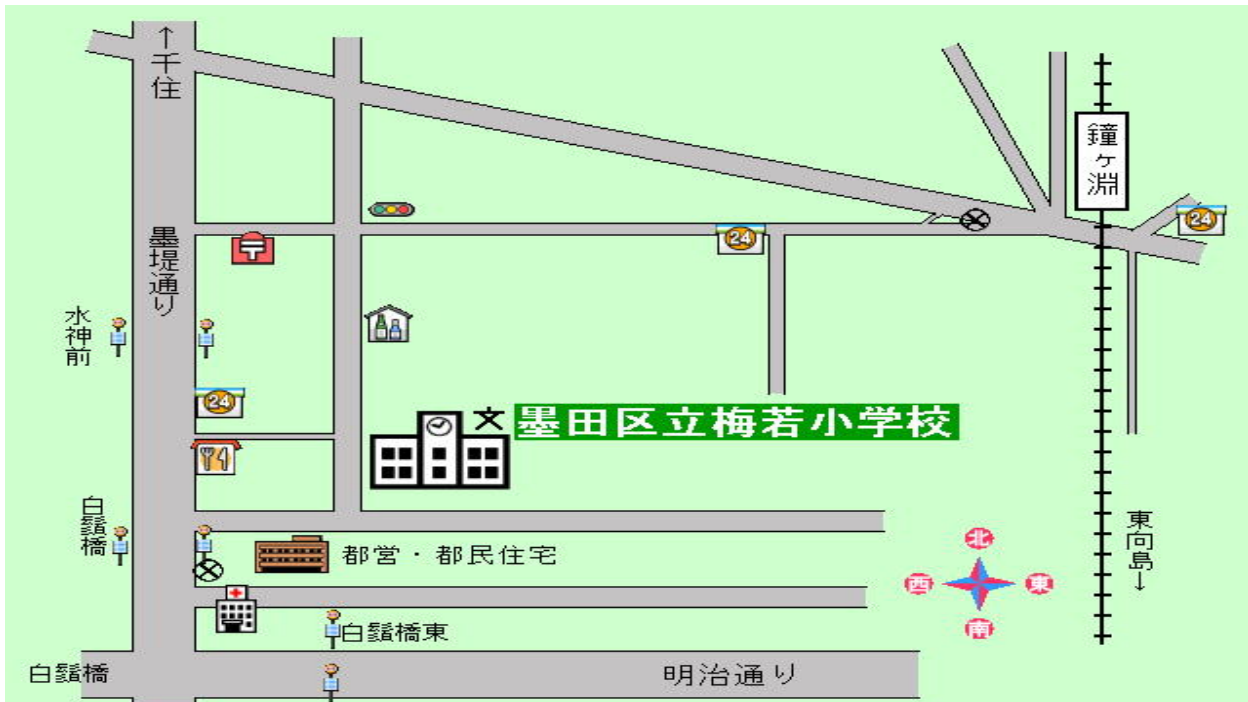 ↑千住
鐘ヶ淵
24
24
墨堤通り
水神前
24
文
墨田区立梅若小学校
白鬚橋
都営・都民住宅
東向島↓
北
西
東
南
白鬚橋東
白鬚橋
明治通り